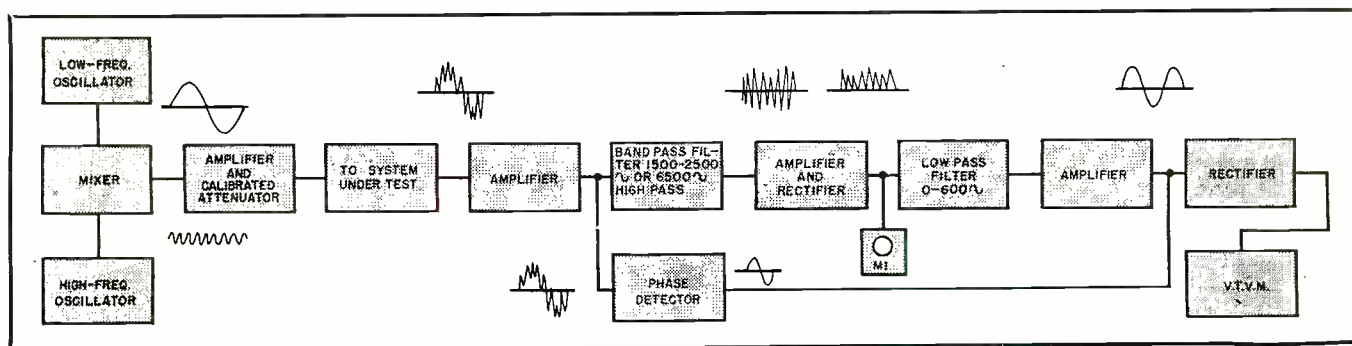 LOW-FREQ.
OSCILLATOR
MIXER
HIGH-FREQ.
OSCILLATOR
AMPLIFIER
AND
CALIBRATED
ATTENUATOR
TO SYSTEM
UNDER TEST
AMPLIFIER
BAND PASS FIL-
TER 1500-2500
∿ OR 6500∿
HIGH PASS
AMPLIFIER
AND
RECTIFIER
M1
LOW PASS
FILTER
0-600∿
AMPLIFIER
RECTIFIER
PHASE
DETECTOR
V.T.V.M.